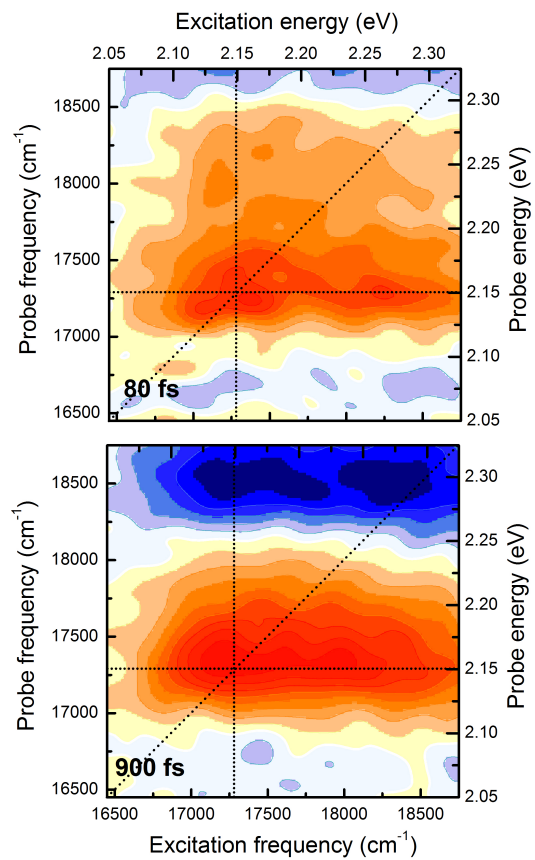 Excitation energy (eV)
2.05 2.10 2.15 2.20 2.25 2.30
18500
18000
17500
17000
16500
Probe frequency (cm-1)
2.30
2.25
2.20
2.15
2.10
2.05
Probe energy (eV)
80 fs
18500
18000
17500
17000
16500
Probe frequency (cm-1)
2.30
2.25
2.20
2.15
2.10
2.05
Probe energy (eV)
900 fs
16500 17000 17500 18000
Excitation frequency (cm-1)